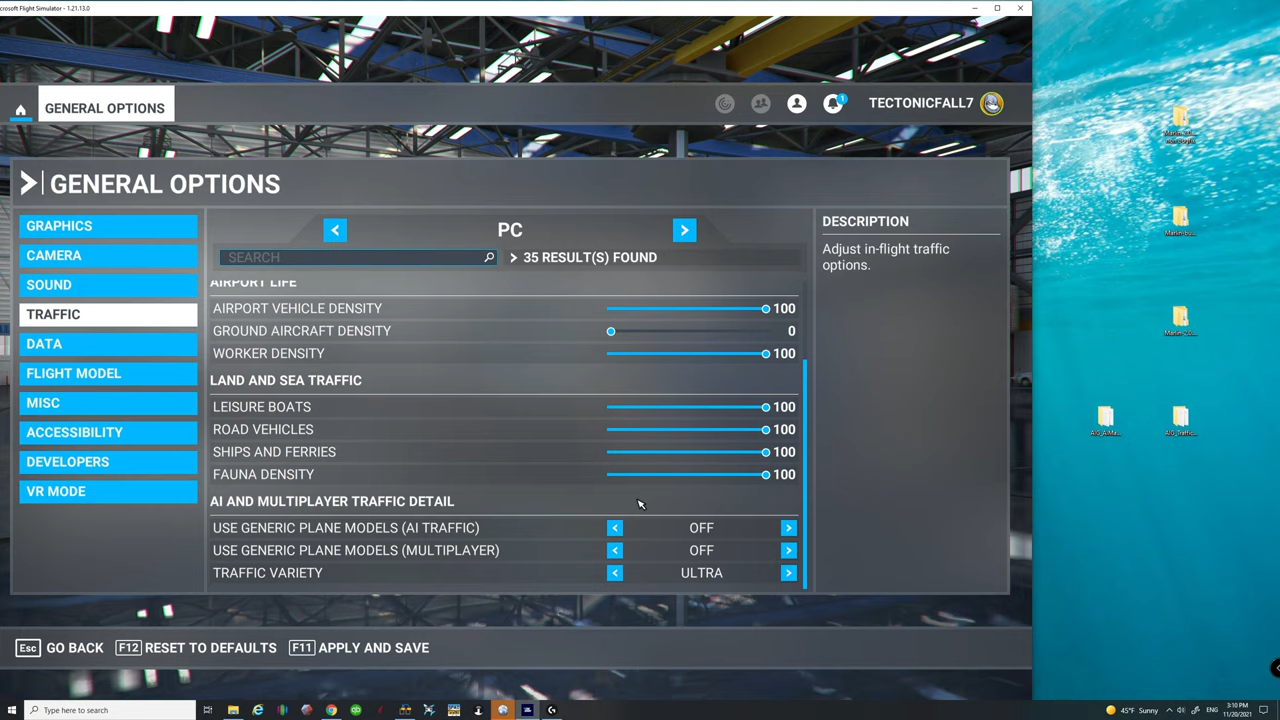 crosoft Flight Simulator - 1.21.13.0
GENERAL OPTIONS
1
TECTONICFALL7
GENERAL OPTIONS
GRAPHICS
CAMERA
SOUND
TRAFFIC
DATA
FLIGHT MODEL
MISC
ACCESSIBILITY
DEVELOPERS
VR MODE
PC
SEARCH
35 RESULT(S) FOUND
AIRPORT LIFE
AIRPORT VEHICLE DENSITY 100
GROUND AIRCRAFT DENSITY 0
WORKER DENSITY 100
LAND AND SEA TRAFFIC
LEISURE BOATS 100
ROAD VEHICLES 100
SHIPS AND FERRIES 100
FAUNA DENSITY 100
AI AND MULTIPLAYER TRAFFIC DETAIL
USE GENERIC PLANE MODELS (AI TRAFFIC) OFF
USE GENERIC PLANE MODELS (MULTIPLAYER) OFF
TRAFFIC VARIETY ULTRA
DESCRIPTION
Adjust in-flight traffic
options.
Esc GO BACK F12 RESET TO DEFAULTS F11 APPLY AND SAVE
Type here to search
45°F Sunny
ENG
3:10 PM
11/20/2021